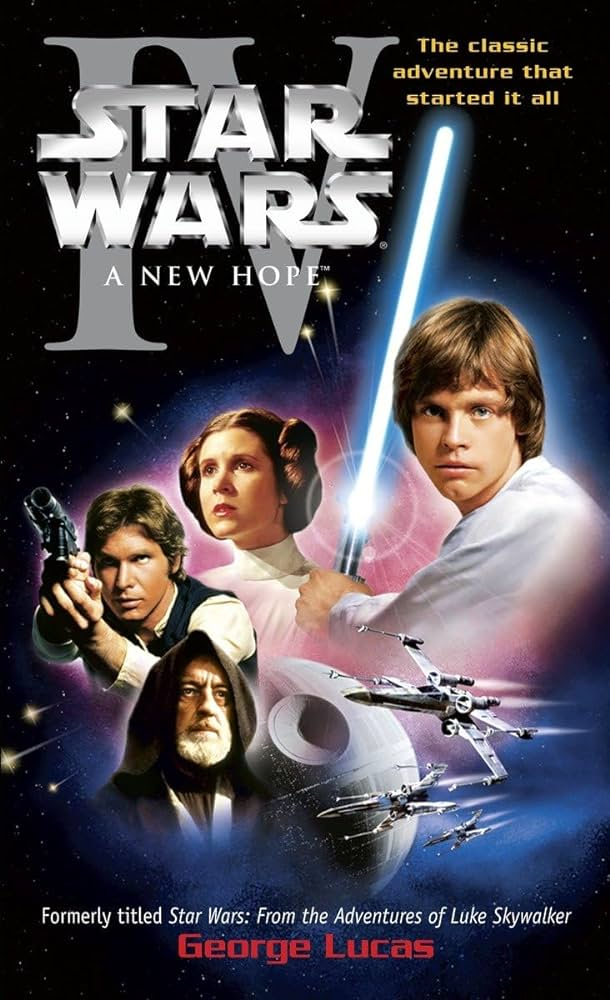 IV
The classic
adventure that
started it all
STAR
WARS®
A NEW HOPE™
Formerly titled Star Wars: From the Adventures of Luke Skywalker
George Lucas